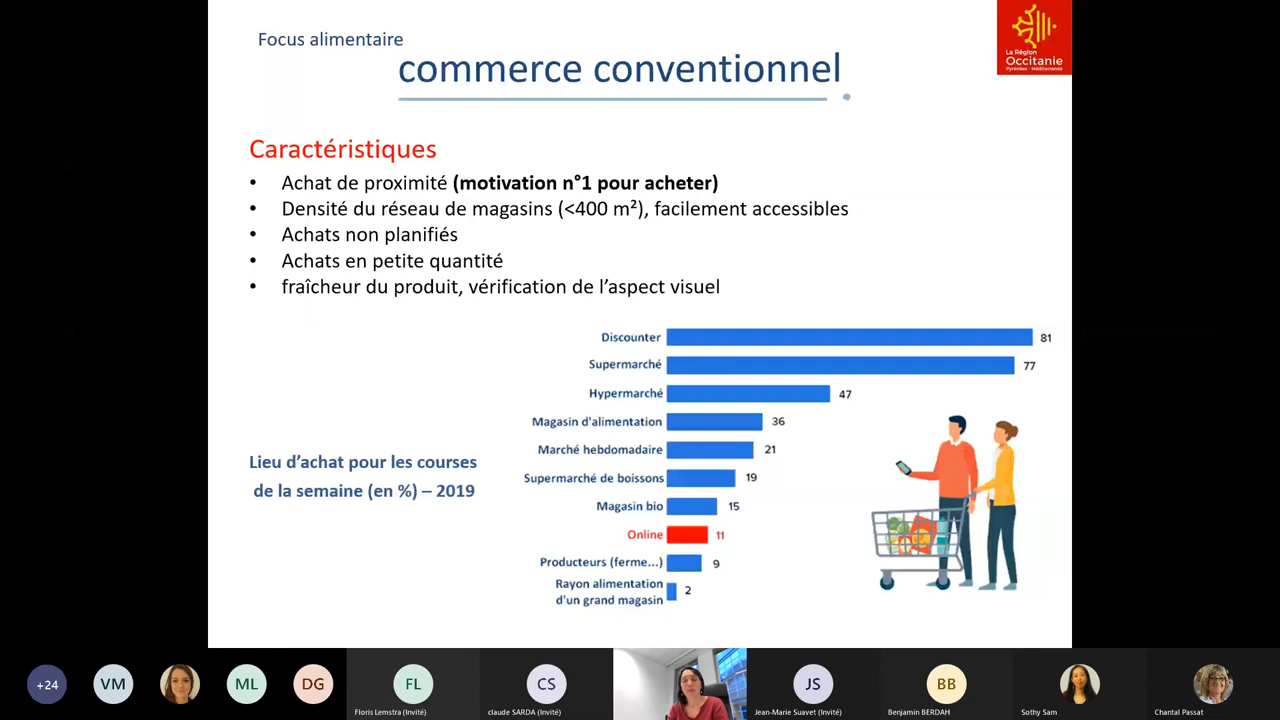 Focus alimentaire
commerce conventionnel
La Région
Occitanie
Pyrénées - Méditerranée
Caractéristiques
• Achat de proximité (motivation n°1 pour acheter)
• Densité du réseau de magasins (<400 m²), facilement accessibles
• Achats non planifiés
• Achats en petite quantité
• fraîcheur du produit, vérification de l’aspect visuel
Discounter 81
Supermarché 77
Hypermarché 47
Magasin d'alimentation 36
Marché hebdomadaire 21
Supermarché de boissons 19
Magasin bio 15
Online 11
Producteurs (ferme...) 9
Rayon alimentation
d'un grand magasin 2
Lieu d’achat pour les courses
de la semaine (en %) – 2019
+24 VM ML DG FL CS JS BB
Floris Lemstra (Invité) claude SARDA (Invité) Jean-Marie Suavet (Invité) Benjamin BERDAH Sothy Sam Chantal Passat